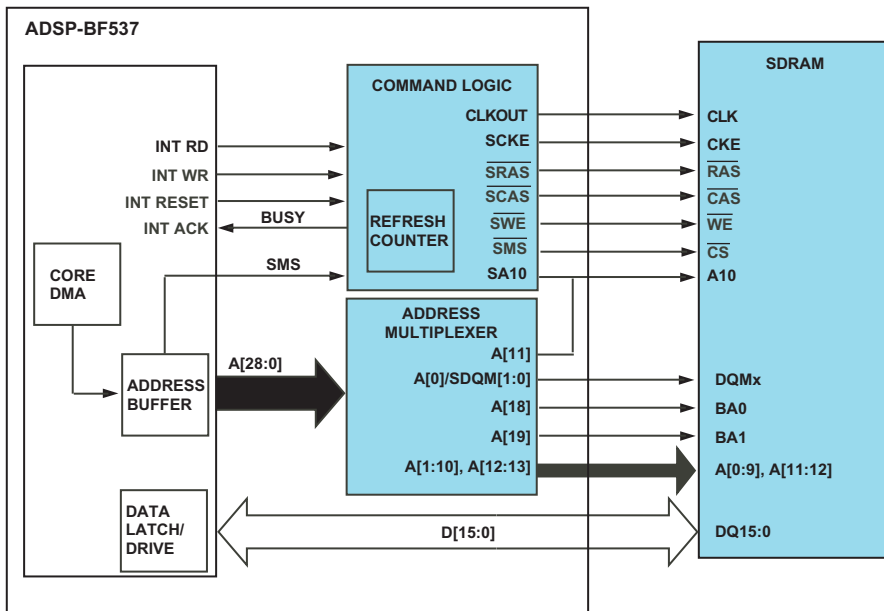 ADSP-BF537
COMMAND LOGIC
CLKOUT
SCKE
SRAS
SCAS
SWE
SMS
SA10
REFRESH
COUNTER
INT RD
INT WR
INT RESET
INT ACK
BUSY
SMS
CORE
DMA
ADDRESS
BUFFER
A[28:0]
ADDRESS
MULTIPLEXER
A[11]
A[0]/SDQM[1:0]
A[18]
A[19]
A[1:10], A[12:13]
DATA
LATCH/
DRIVE
D[15:0]
SDRAM
CLK
CKE
RAS
CAS
WE
CS
A10
DQMx
BA0
BA1
A[0:9], A[11:12]
DQ15:0